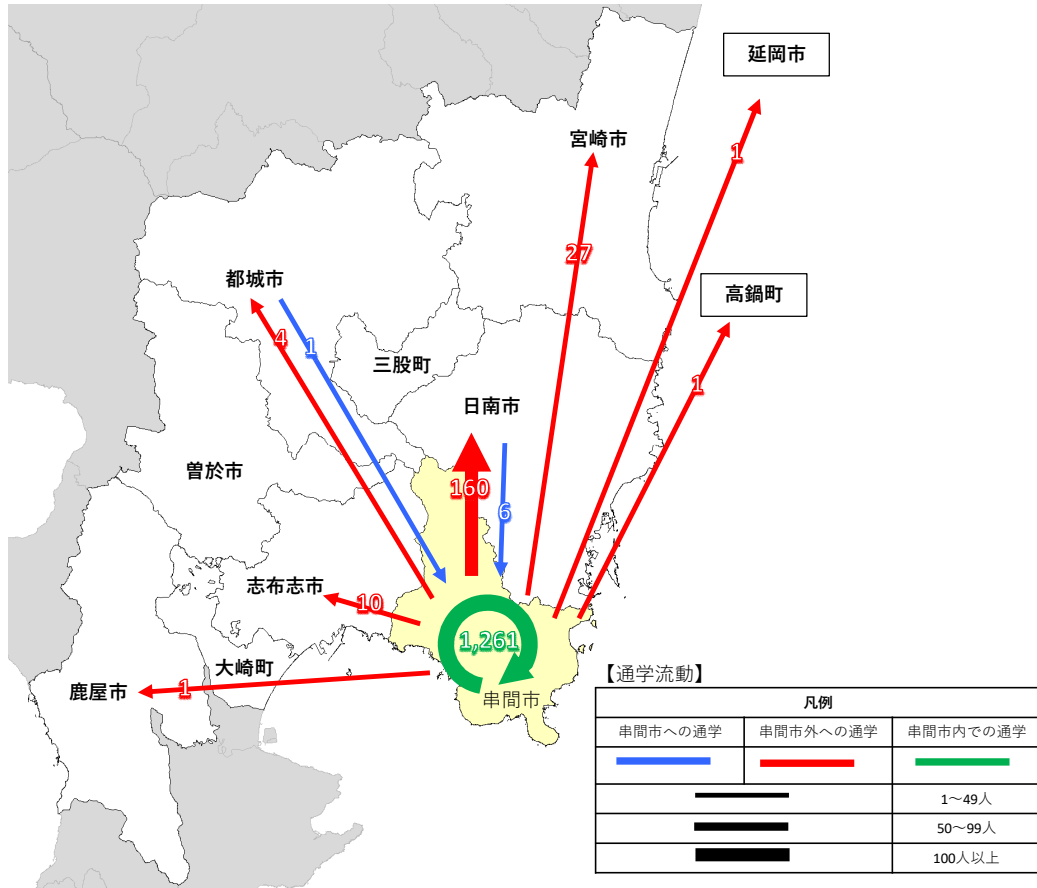 延岡市
宮崎市
1
27
都城市
高鍋町
4
1
三股町
1
日南市
曽於市
160
6
志布志市
10
1,261
大崎町
鹿屋市
1
串間市
【通学流動】
凡例
串間市への通学
串間市外への通学
串間市内での通学
1～49人
50～99人
100人以上